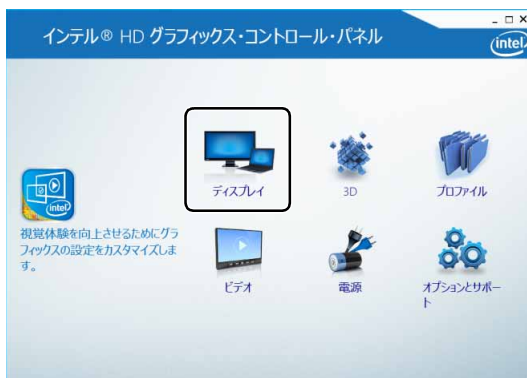 インテル® HD グラフィックス・コントロール・パネル
intel
intel
視覚体験を向上させるためにグラ
フィックスの設定をカスタマイズしま
す。
ディスプレイ
3D
プロファイル
ビデオ
電源
オプションとサポー
ト